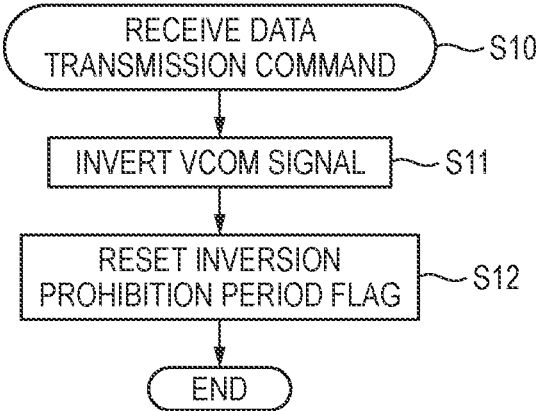 RECEIVE DATA
TRANSMISSION COMMAND
S10
INVERT VCOM SIGNAL
S11
RESET INVERSION
PROHIBITION PERIOD FLAG
S12
END